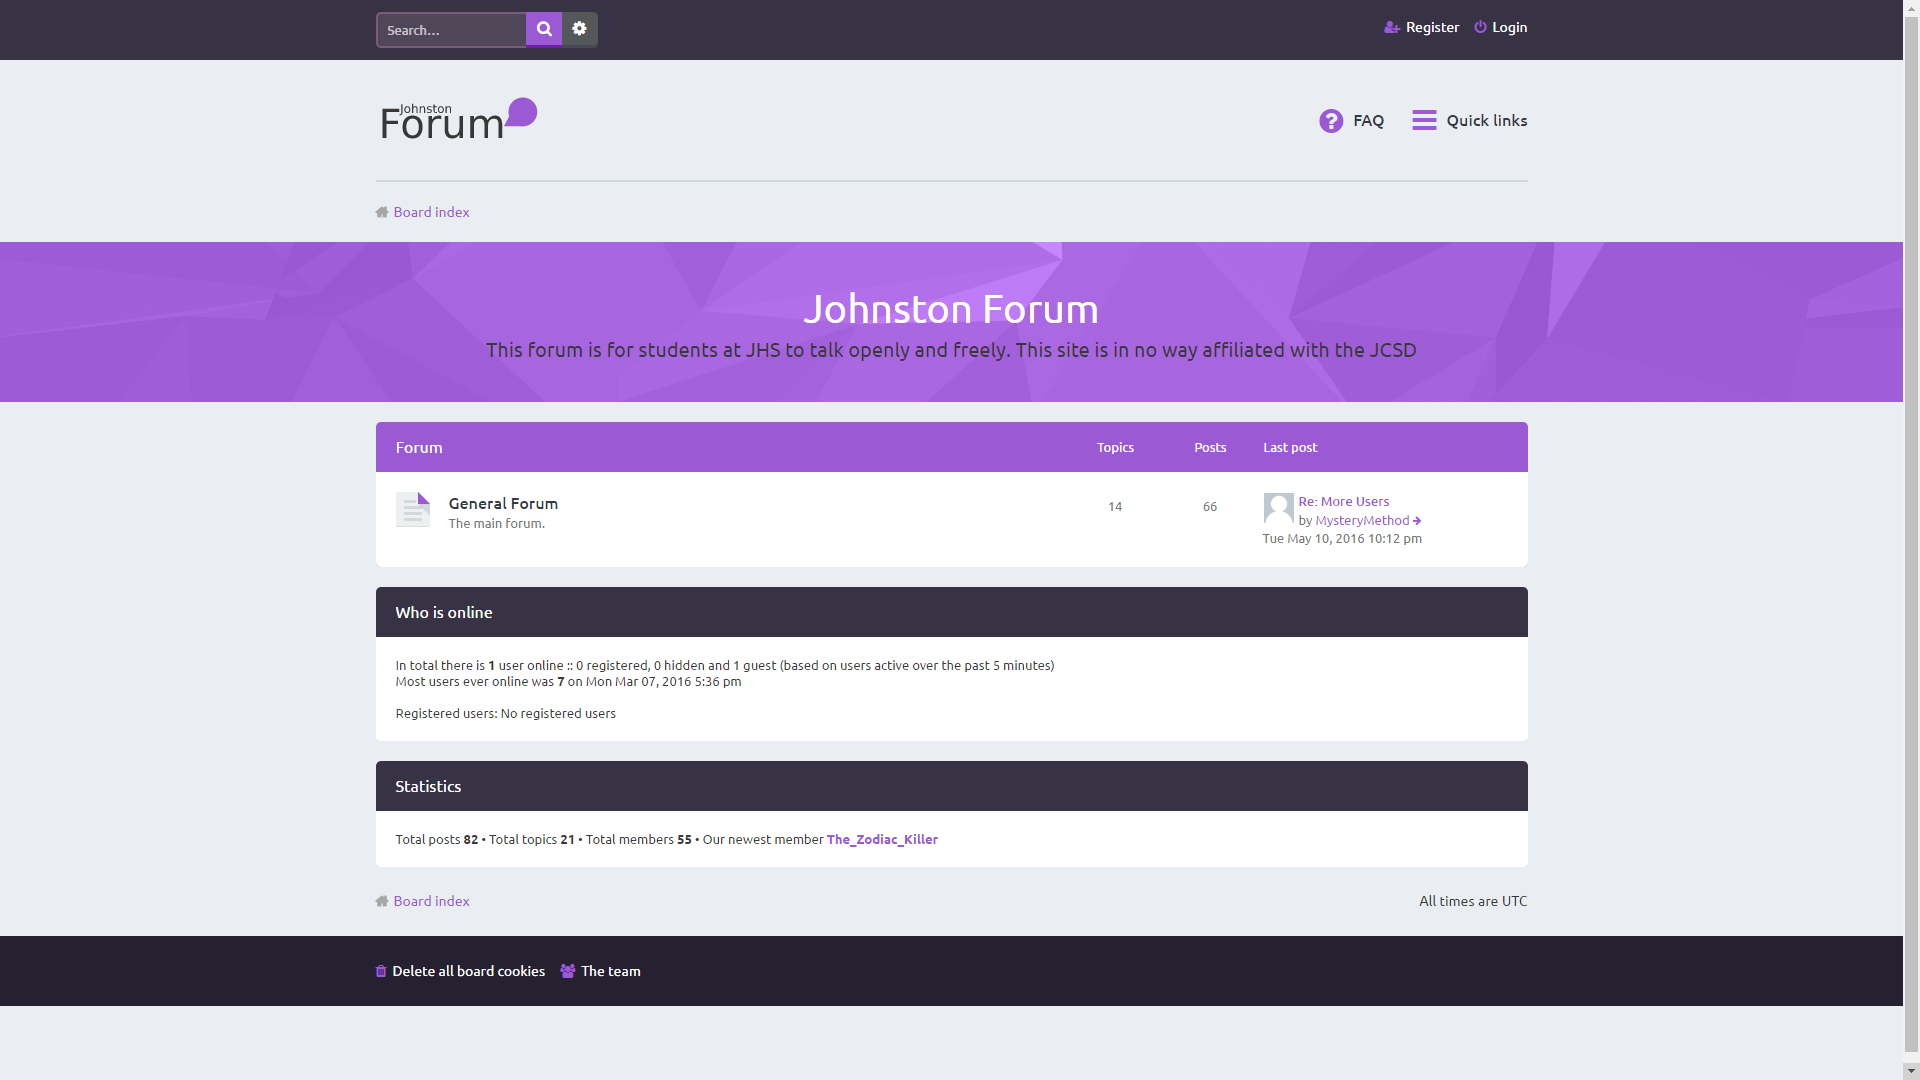 Search…
Register
Login
Johnston
Forum
FAQ
Quick links
Board index
Johnston Forum
This forum is for students at JHS to talk openly and freely. This site is in no way affiliated with the JCSD
Forum Topics Posts Last post
General Forum
The main forum.
14
66
Re: More Users
by MysteryMethod
Tue May 10, 2016 10:12 pm
Who is online
In total there is 1 user online :: 0 registered, 0 hidden and 1 guest (based on users active over the past 5 minutes)
Most users ever online was 7 on Mon Mar 07, 2016 5:36 pm
Registered users: No registered users
Statistics
Total posts 82 • Total topics 21 • Total members 55 • Our newest member The_Zodiac_Killer
Board index
All times are UTC
Delete all board cookies
The team